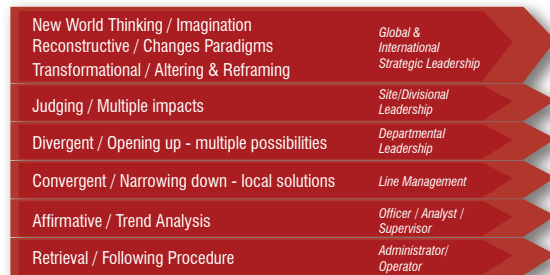 New World Thinking / Imagination
Reconstructive / Changes Paradigms
Transformational / Altering & Reframing
Global &
International
Strategic Leadership
Judging / Multiple impacts
Site/Divisional
Leadership
Divergent / Opening up - multiple possibilities
Departmental
Leadership
Convergent / Narrowing down - local solutions
Line Management
Affirmative / Trend Analysis
Officer / Analyst /
Supervisor
Retrieval / Following Procedure
Administrator/
Operator